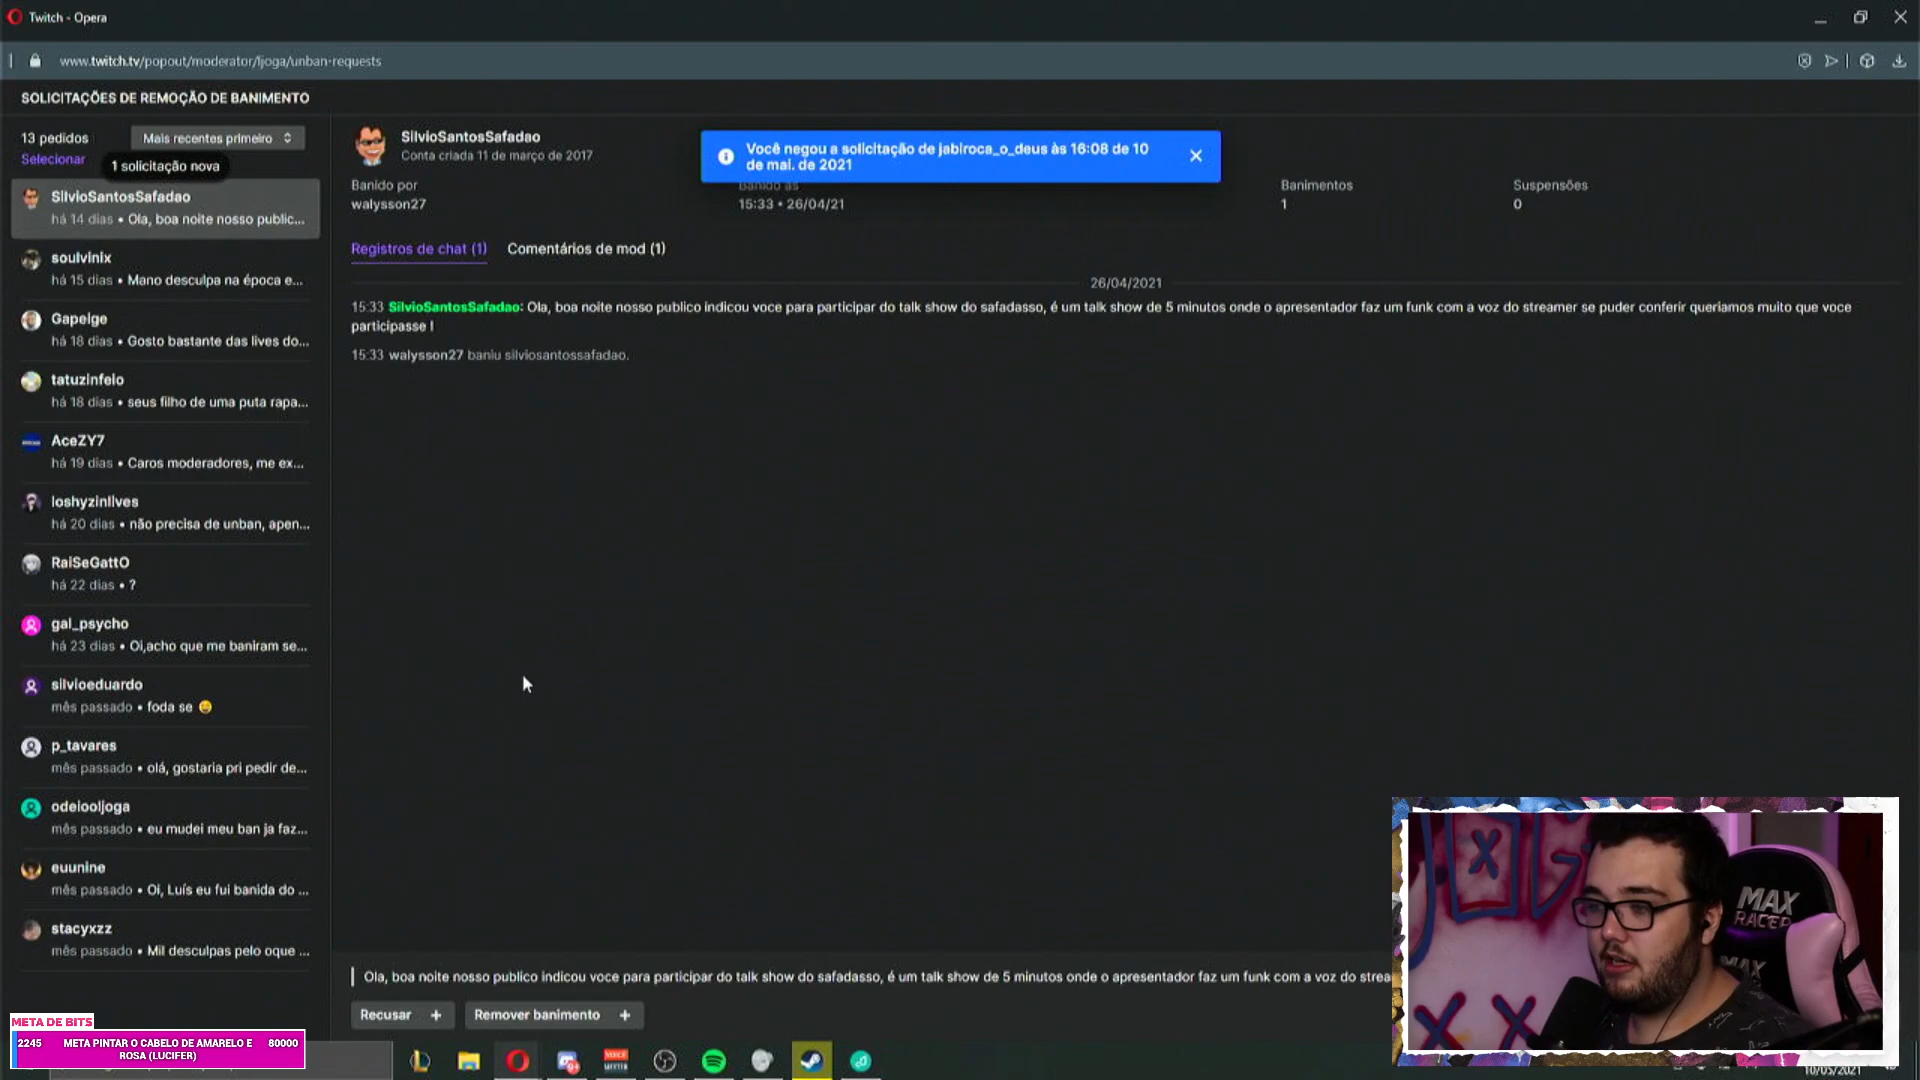 Twitch - Opera
www.twitch.tv/popout/moderator/ljoga/unban-requests
SOLICITAÇÕES DE REMOÇÃO DE BANIMENTO
13 pedidos
Mais recentes primeiro
Selecionar
1 solicitação nova
SilvioSantosSafadao
há 14 dias • Ola, boa noite nosso public...
soulvinix
há 15 dias • Mano desculpa na época e...
Gapeige
há 18 dias • Gosto bastante das lives do...
tatuzinfeio
há 18 dias • seus filho de uma puta rapa...
AceZY7
há 19 dias • Caros moderadores, me ex...
loshyzinlives
há 20 dias • não precisa de unban, apen...
RaiSeGattO
há 22 dias • ?
gal_psycho
há 23 dias • Oi,acho que me baniram se...
silvioeduardo
mês passado • foda se 😄
p_tavares
mês passado • olá, gostaria pri pedir de...
odeiooljoga
mês passado • eu mudei meu ban ja faz...
euunine
mês passado • Oi, Luís eu fui banida do ...
stacyxzz
mês passado • Mil desculpas pelo oque ...
SilvioSantosSafadao
Conta criada 11 de março de 2017
Você negou a solicitação de jabiroca_o_deus às 16:08 de 10
de mai. de 2021
Banido por
walysson27
Banido às
15:33 • 26/04/21
Banimentos
1
Suspensões
0
Registros de chat (1)
Comentários de mod (1)
26/04/2021
15:33 SilvioSantosSafadao: Ola, boa noite nosso publico indicou voce para participar do talk show do safadasso, é um talk show de 5 minutos onde o apresentador faz um funk com a voz do streamer se puder conferir queriamos muito que voce
participasse !
15:33 walysson27 baniu silviosantossafadao.
Ola, boa noite nosso publico indicou voce para participar do talk show do safadasso, é um talk show de 5 minutos onde o apresentador faz um funk com a voz do strea
Recusar +
Remover banimento +
META DE BITS
2245
META PINTAR O CABELO DE AMARELO E
ROSA (LUCIFER)
80000
MAX
RACER
MAX
10/05/2021